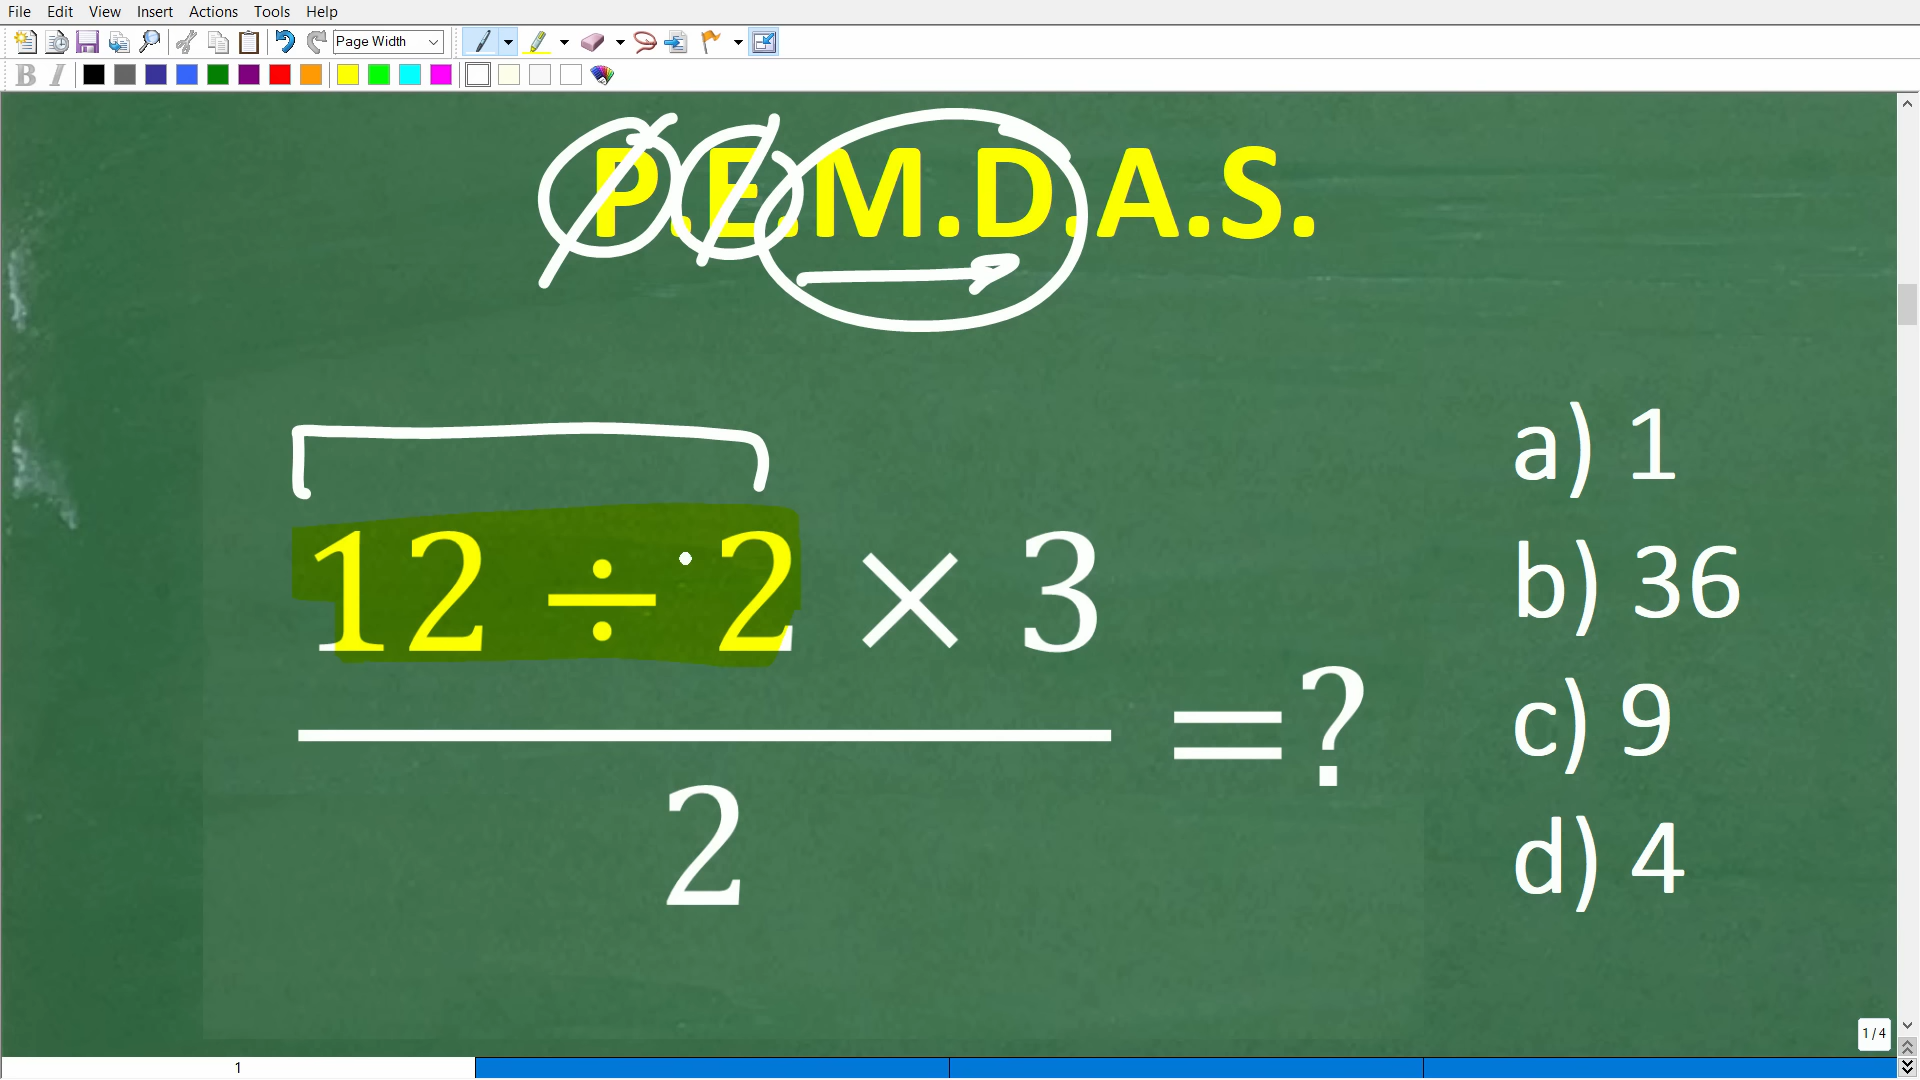 File Edit View Insert Actions Tools Help
Page Width
B I
P.E.M.D.A.S.
12 ÷ 2 × 3
2
=?
a) 1
b) 36
c) 9
d) 4
1 / 4
1